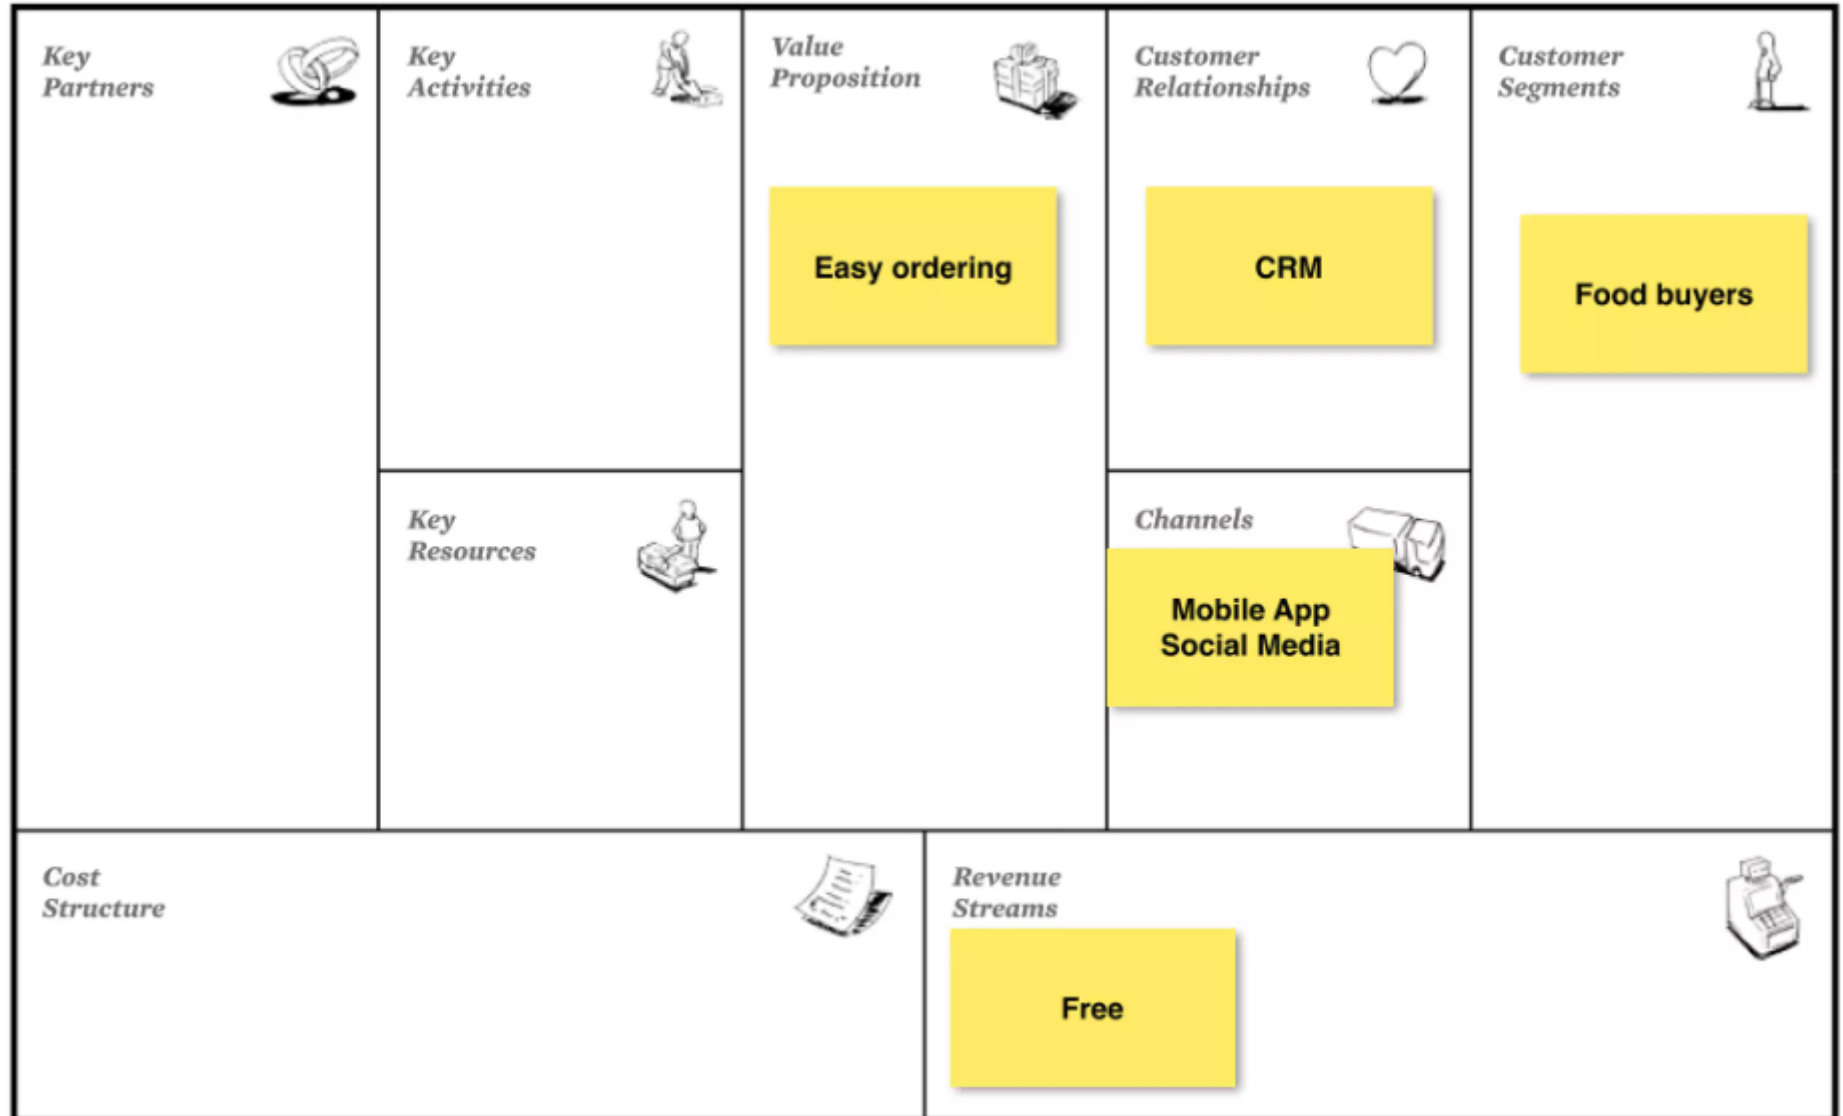 Key
Partners
Key
Activities
Key
Resources
Value
Proposition
Easy ordering
Customer
Relationships
CRM
Channels
Mobile App
Social Media
Customer
Segments
Food buyers
Cost
Structure
Revenue
Streams
Free